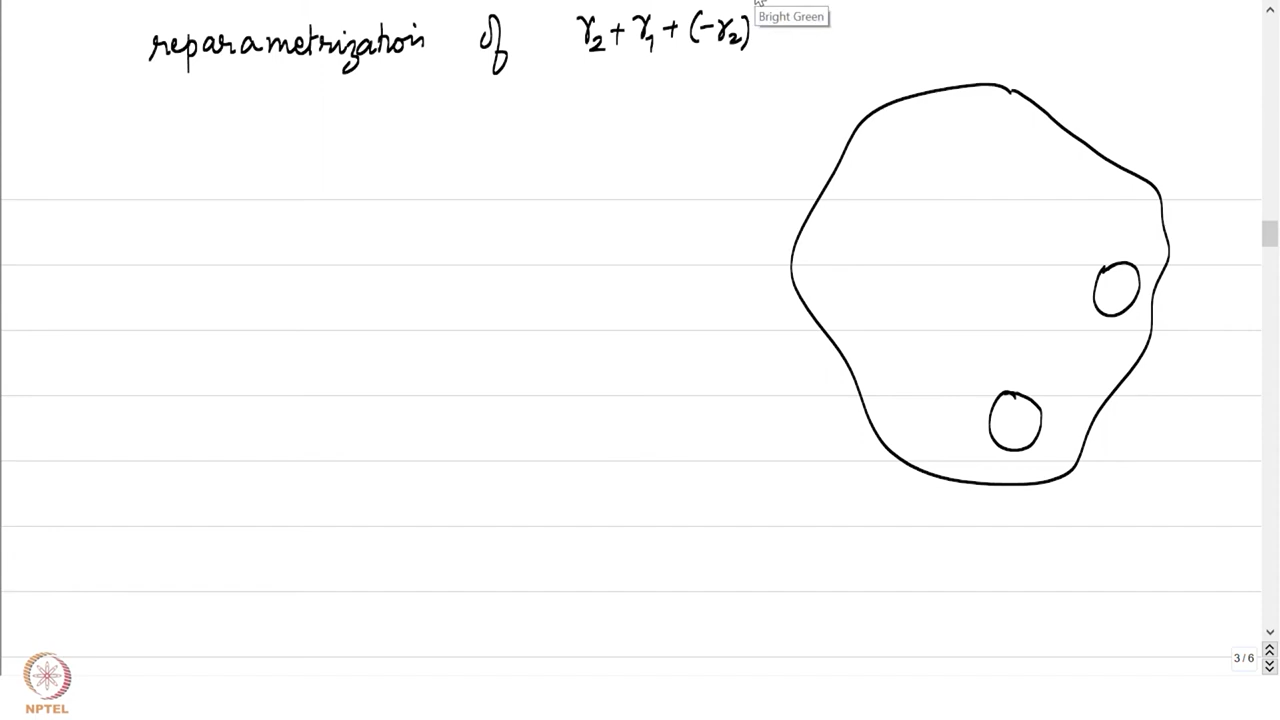 Bright Green
reparametrization of γ₂ + γ₁ + (-γ₂)
3 / 6
NPTEL